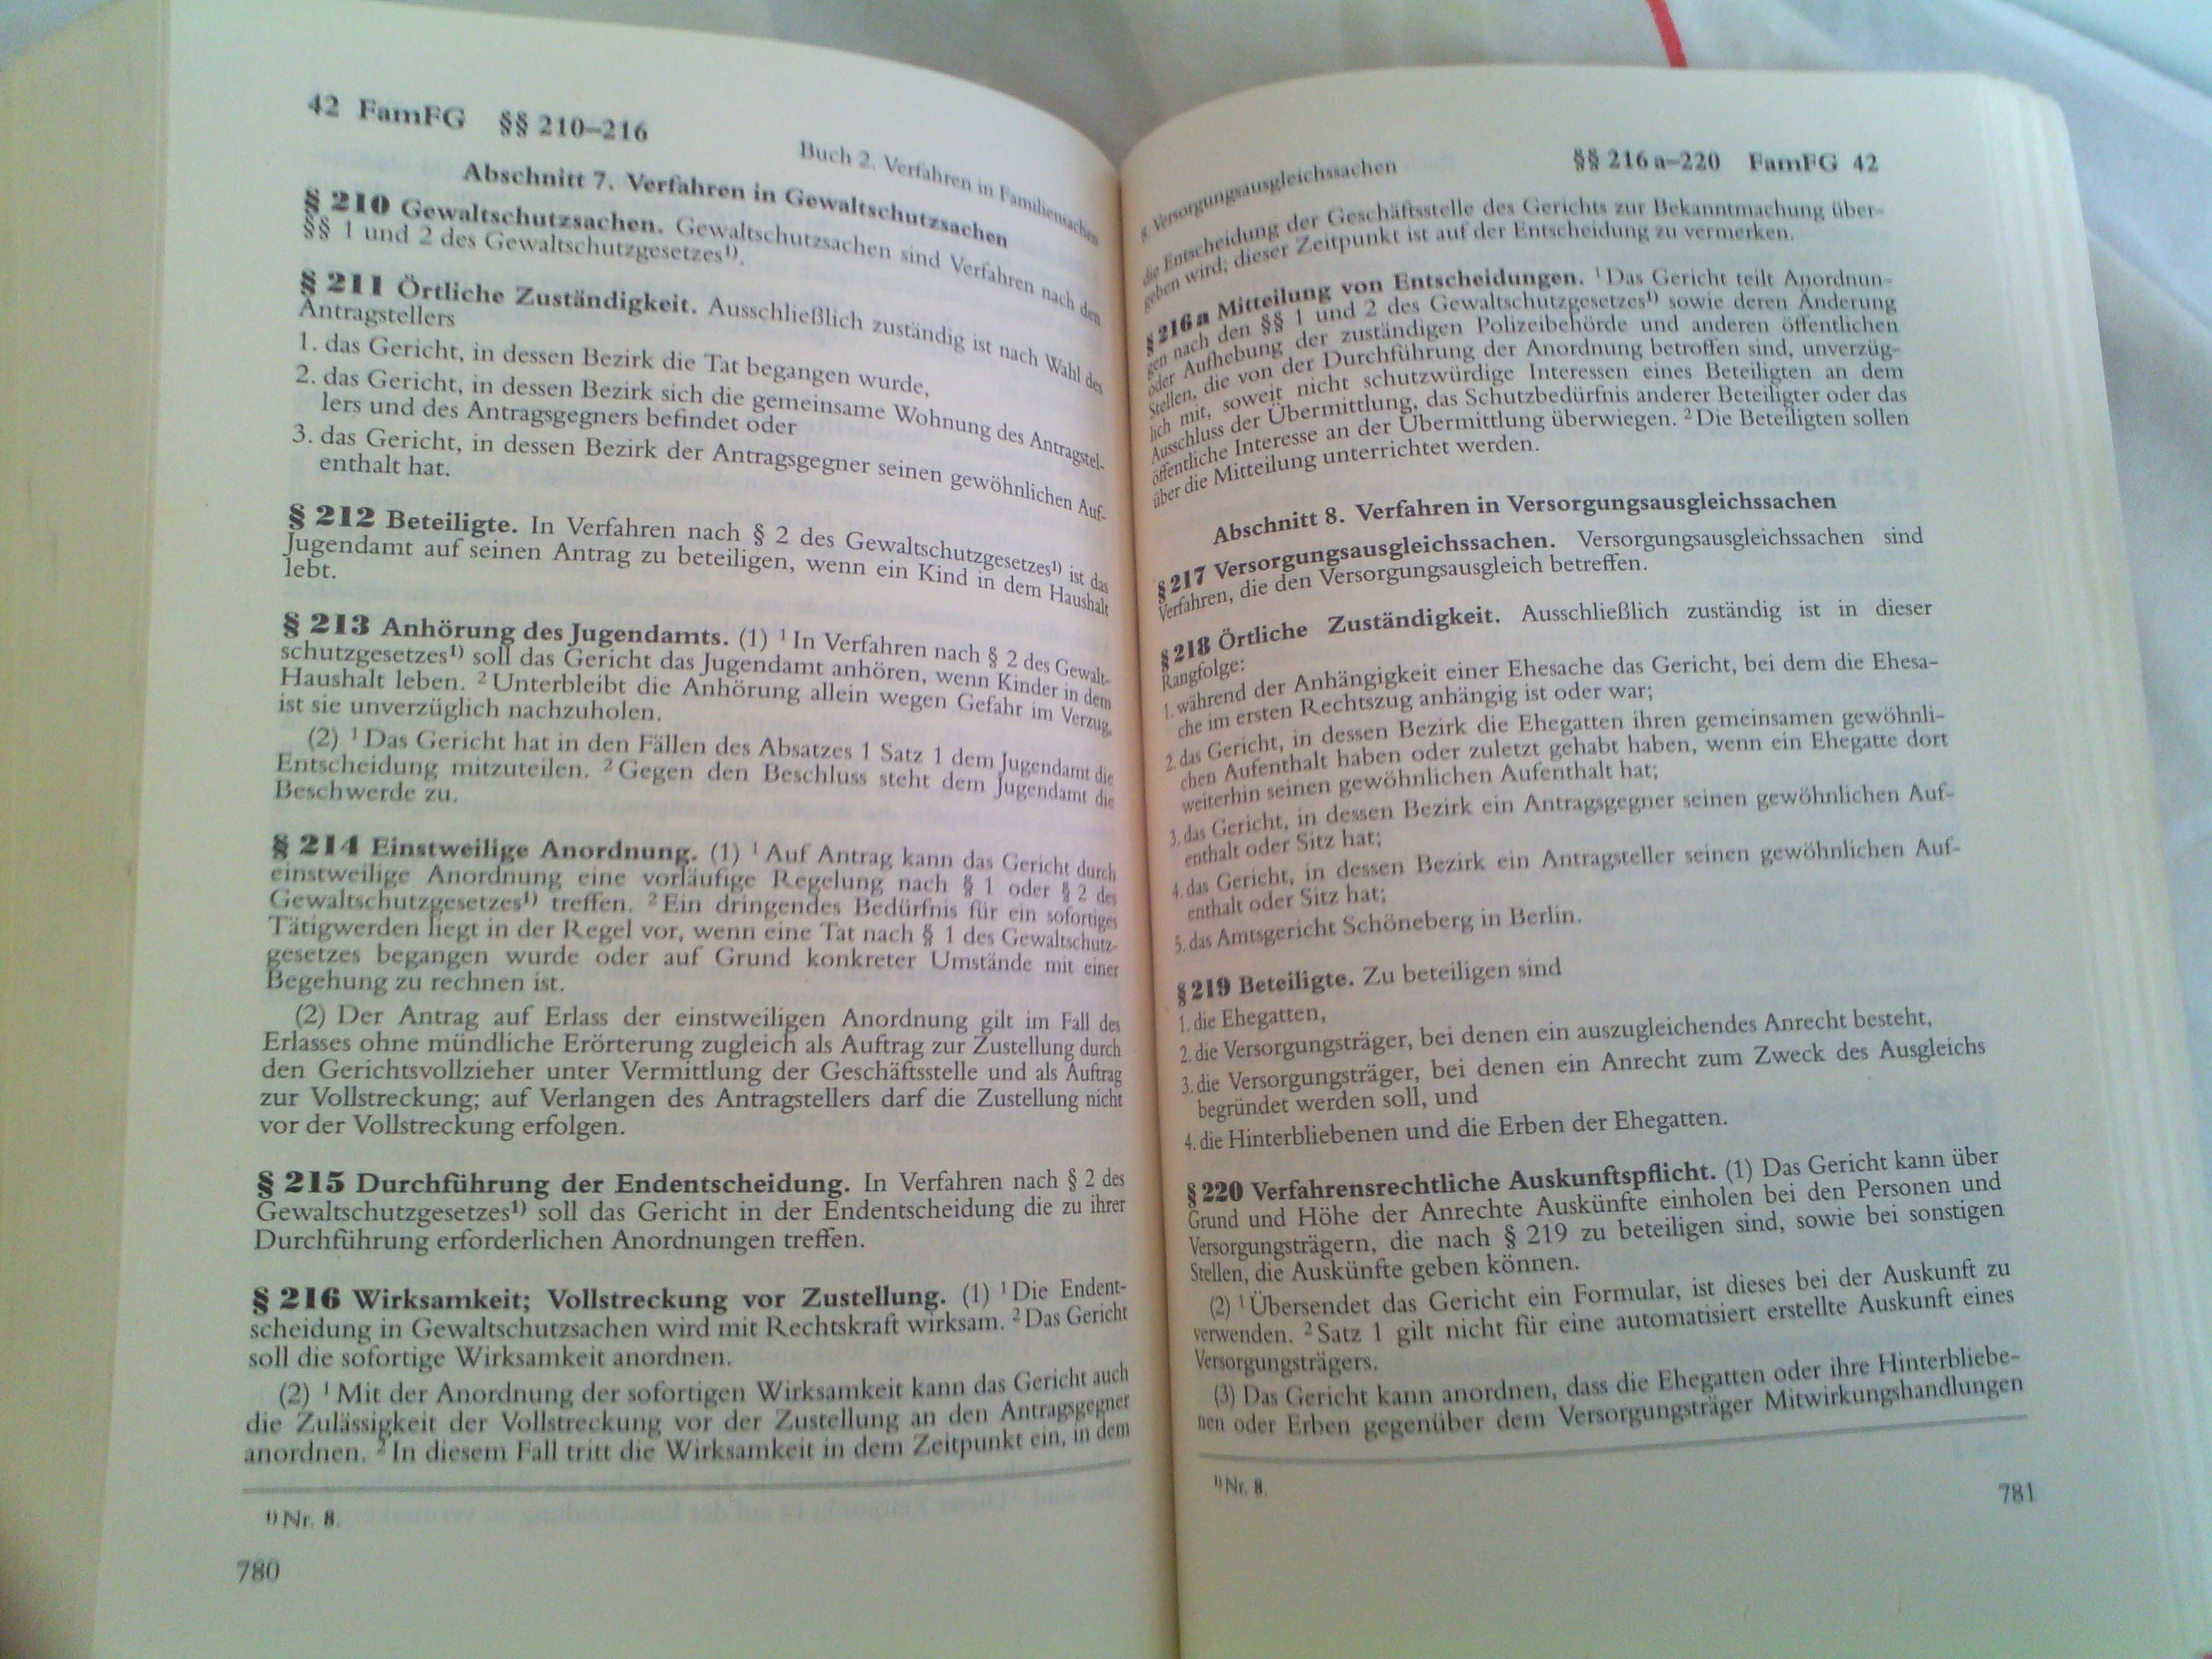 42 FamFG §§ 210–216
Buch 2. Verfahren in Familiensachen
Abschnitt 7. Verfahren in Gewaltschutzsachen
§ 210 Gewaltschutzsachen. Gewaltschutzsachen sind Verfahren nach den
§§ 1 und 2 des Gewaltschutzgesetzes¹⁾.
§ 211 Örtliche Zuständigkeit. Ausschließlich zuständig ist nach Wahl des
Antragstellers
1. das Gericht, in dessen Bezirk die Tat begangen wurde,
2. das Gericht, in dessen Bezirk sich die gemeinsame Wohnung des Antragstel-
lers und des Antragsgegners befindet oder
3. das Gericht, in dessen Bezirk der Antragsgegner seinen gewöhnlichen Auf-
enthalt hat.
§ 212 Beteiligte. In Verfahren nach § 2 des Gewaltschutzgesetzes¹⁾ ist das
Jugendamt auf seinen Antrag zu beteiligen, wenn ein Kind in dem Haushalt
lebt.
§ 213 Anhörung des Jugendamts. (1) ¹ In Verfahren nach § 2 des Gewalt-
schutzgesetzes¹⁾ soll das Gericht das Jugendamt anhören, wenn Kinder in dem
Haushalt leben. ² Unterbleibt die Anhörung allein wegen Gefahr im Verzug,
ist sie unverzüglich nachzuholen.
(2) ¹ Das Gericht hat in den Fällen des Absatzes 1 Satz 1 dem Jugendamt die
Entscheidung mitzuteilen. ² Gegen den Beschluss steht dem Jugendamt die
Beschwerde zu.
§ 214 Einstweilige Anordnung. (1) ¹ Auf Antrag kann das Gericht durch
einstweilige Anordnung eine vorläufige Regelung nach § 1 oder § 2 des
Gewaltschutzgesetzes¹⁾ treffen. ² Ein dringendes Bedürfnis für ein sofortiges
Tätigwerden liegt in der Regel vor, wenn eine Tat nach § 1 des Gewaltschutz-
gesetzes begangen wurde oder auf Grund konkreter Umstände mit einer
Begehung zu rechnen ist.
(2) Der Antrag auf Erlass der einstweiligen Anordnung gilt im Fall des
Erlasses ohne mündliche Erörterung zugleich als Auftrag zur Zustellung durch
den Gerichtsvollzieher unter Vermittlung der Geschäftsstelle und als Auftrag
zur Vollstreckung; auf Verlangen des Antragstellers darf die Zustellung nicht
vor der Vollstreckung erfolgen.
§ 215 Durchführung der Endentscheidung. In Verfahren nach § 2 des
Gewaltschutzgesetzes¹⁾ soll das Gericht in der Endentscheidung die zu ihrer
Durchführung erforderlichen Anordnungen treffen.
§ 216 Wirksamkeit; Vollstreckung vor Zustellung. (1) ¹ Die Endent-
scheidung in Gewaltschutzsachen wird mit Rechtskraft wirksam. ² Das Gericht
soll die sofortige Wirksamkeit anordnen.
(2) ¹ Mit der Anordnung der sofortigen Wirksamkeit kann das Gericht auch
die Zulässigkeit der Vollstreckung vor der Zustellung an den Antragsgegner
anordnen. ² In diesem Fall tritt die Wirksamkeit in dem Zeitpunkt ein, in dem
¹⁾ Nr. 8.
780
8. Versorgungsausgleichssachen
§§ 216 a–220 FamFG 42
die Entscheidung der Geschäftsstelle des Gerichts zur Bekanntmachung über-
geben wird; dieser Zeitpunkt ist auf der Entscheidung zu vermerken.
§ 216 a Mitteilung von Entscheidungen. ¹ Das Gericht teilt Anordnun-
gen nach den §§ 1 und 2 des Gewaltschutzgesetzes¹⁾ sowie deren Änderung
oder Aufhebung der zuständigen Polizeibehörde und anderen öffentlichen
Stellen, die von der Durchführung der Anordnung betroffen sind, unverzüg-
lich mit, soweit nicht schutzwürdige Interessen eines Beteiligten an dem
Ausschluss der Übermittlung, das Schutzbedürfnis anderer Beteiligter oder das
öffentliche Interesse an der Übermittlung überwiegen. ² Die Beteiligten sollen
über die Mitteilung unterrichtet werden.
Abschnitt 8. Verfahren in Versorgungsausgleichssachen
§ 217 Versorgungsausgleichssachen. Versorgungsausgleichssachen sind
Verfahren, die den Versorgungsausgleich betreffen.
§ 218 Örtliche Zuständigkeit. Ausschließlich zuständig ist in dieser
Rangfolge:
1. während der Anhängigkeit einer Ehesache das Gericht, bei dem die Ehesa-
che im ersten Rechtszug anhängig ist oder war;
2. das Gericht, in dessen Bezirk die Ehegatten ihren gemeinsamen gewöhnli-
chen Aufenthalt haben oder zuletzt gehabt haben, wenn ein Ehegatte dort
weiterhin seinen gewöhnlichen Aufenthalt hat;
3. das Gericht, in dessen Bezirk ein Antragsgegner seinen gewöhnlichen Auf-
enthalt oder Sitz hat;
4. das Gericht, in dessen Bezirk ein Antragsteller seinen gewöhnlichen Auf-
enthalt oder Sitz hat;
5. das Amtsgericht Schöneberg in Berlin.
§ 219 Beteiligte. Zu beteiligen sind
1. die Ehegatten,
2. die Versorgungsträger, bei denen ein auszugleichendes Anrecht besteht,
3. die Versorgungsträger, bei denen ein Anrecht zum Zweck des Ausgleichs
begründet werden soll, und
4. die Hinterbliebenen und die Erben der Ehegatten.
§ 220 Verfahrensrechtliche Auskunftspflicht. (1) Das Gericht kann über
Grund und Höhe der Anrechte Auskünfte einholen bei den Personen und
Versorgungsträgern, die nach § 219 zu beteiligen sind, sowie bei sonstigen
Stellen, die Auskünfte geben können.
(2) ¹ Übersendet das Gericht ein Formular, ist dieses bei der Auskunft zu
verwenden. ² Satz 1 gilt nicht für eine automatisiert erstellte Auskunft eines
Versorgungsträgers.
(3) Das Gericht kann anordnen, dass die Ehegatten oder ihre Hinterbliebe-
nen oder Erben gegenüber dem Versorgungsträger Mitwirkungshandlungen
¹⁾ Nr. 8.
781